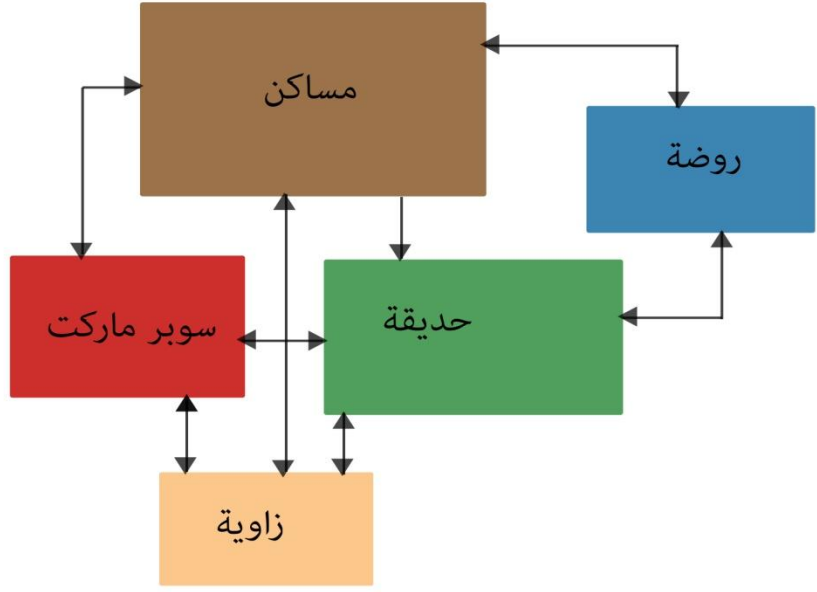 مساكن
روضة
سوبر ماركت
حديقة
زاوية